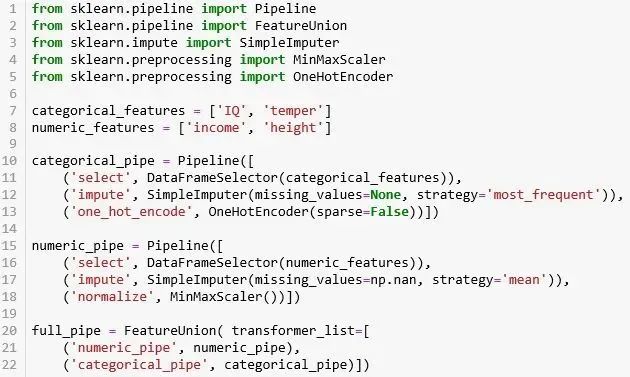 1 from sklearn.pipeline import Pipeline
2 from sklearn.pipeline import FeatureUnion
3 from sklearn.impute import SimpleImputer
4 from sklearn.preprocessing import MinMaxScaler
5 from sklearn.preprocessing import OneHotEncoder
6
7 categorical_features = ['IQ', 'temper']
8 numeric_features = ['income', 'height']
9
10 categorical_pipe = Pipeline([
11     ('select', DataFrameSelector(categorical_features)),
12     ('impute', SimpleImputer(missing_values=None, strategy='most_frequent')),
13     ('one_hot_encode', OneHotEncoder(sparse=False))])
14
15 numeric_pipe = Pipeline([
16     ('select', DataFrameSelector(numeric_features)),
17     ('impute', SimpleImputer(missing_values=np.nan, strategy='mean')),
18     ('normalize', MinMaxScaler())])
19
20 full_pipe = FeatureUnion( transformer_list=[
21     ('numeric_pipe', numeric_pipe),
22     ('categorical_pipe', categorical_pipe)])